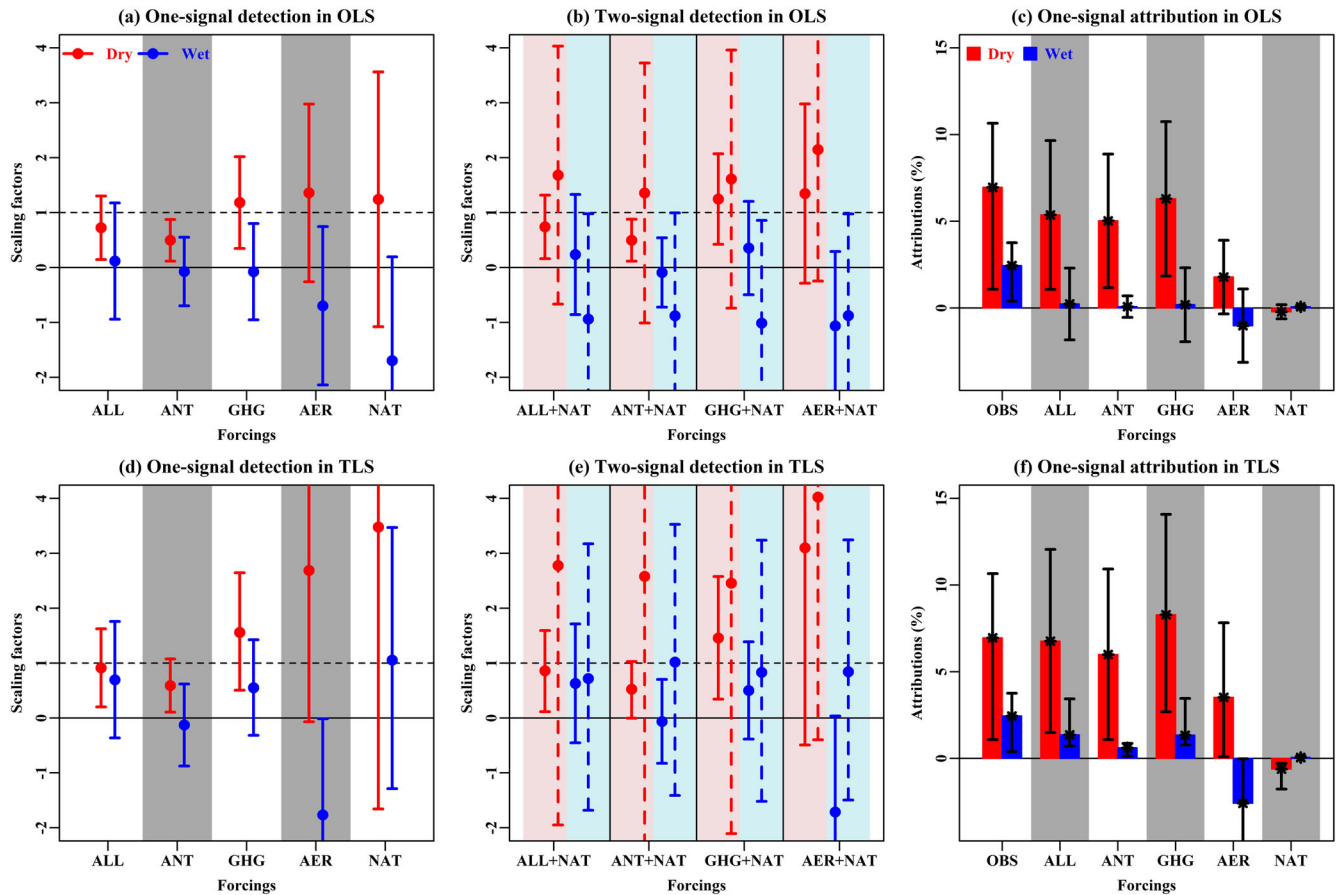 (a) One-signal detection in OLS
Dry Wet
4
3
2
1
0
-1
-2
Scaling factors
ALL ANT GHG AER NAT
Forcings
(b) Two-signal detection in OLS
4
3
2
1
0
-1
-2
Scaling factors
ALL+NAT ANT+NAT GHG+NAT AER+NAT
Forcings
(c) One-signal attribution in OLS
Dry Wet
15
10
5
0
Attributions (%)
OBS ALL ANT GHG AER NAT
Forcings
(d) One-signal detection in TLS
4
3
2
1
0
-1
-2
Scaling factors
ALL ANT GHG AER NAT
Forcings
(e) Two-signal detection in TLS
4
3
2
1
0
-1
-2
Scaling factors
ALL+NAT ANT+NAT GHG+NAT AER+NAT
Forcings
(f) One-signal attribution in TLS
15
10
5
0
Attributions (%)
OBS ALL ANT GHG AER NAT
Forcings